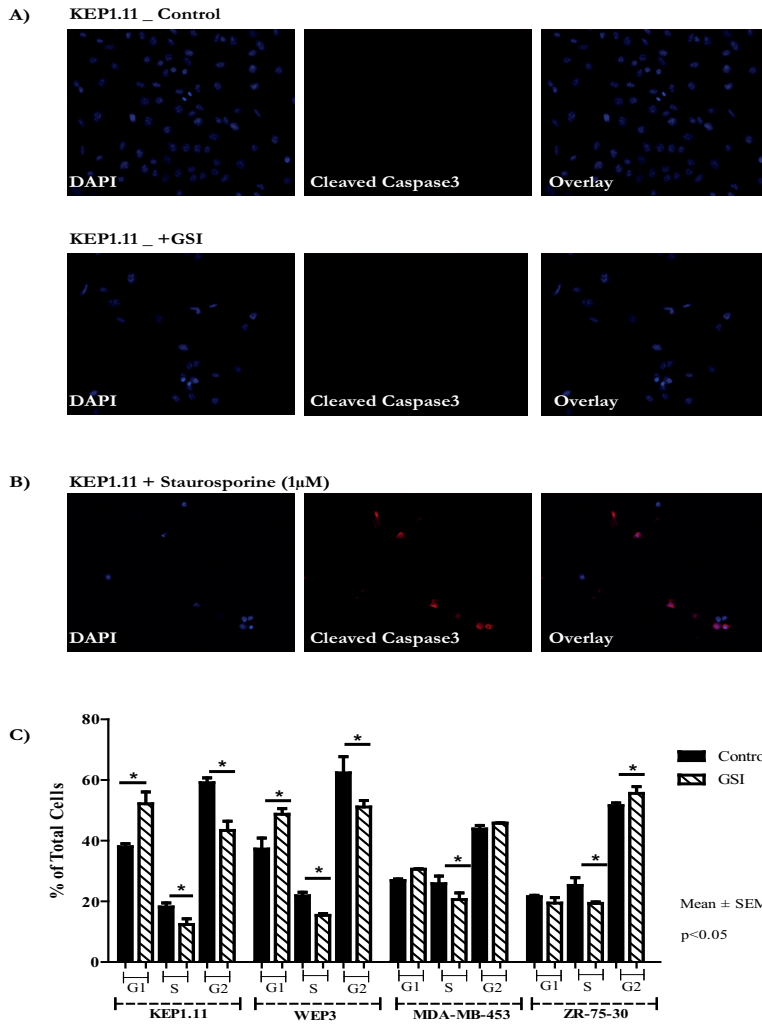 A) KEP1.11 _ Control
DAPI Cleaved Caspase3 Overlay
KEP1.11 _ +GSI
DAPI Cleaved Caspase3 Overlay
B) KEP1.11 + Staurosporine (1µM)
DAPI Cleaved Caspase3 Overlay
C)
% of Total Cells
80
60
40
20
0
* * * * * * * * *
Contro
GSI
Mean ± SEM
p<0.05
G1 S G2 G1 S G2 G1 S G2 G1 S G2
KEP1.11 WEP3 MDA-MB-453 ZR-75-30